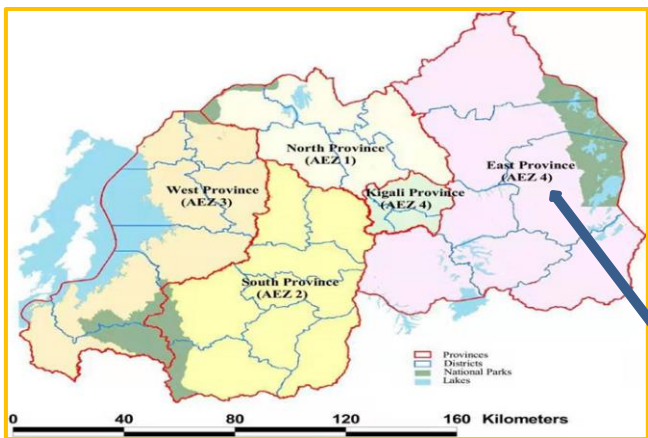 North Province
(AEZ 1)
East Province
(AEZ 4)
West Province
(AEZ 3)
Kigali Province
(AEZ 4)
South Province
(AEZ 2)
Provinces
Districts
National Parks
Lakes
0 40 80 120 160 Kilometers